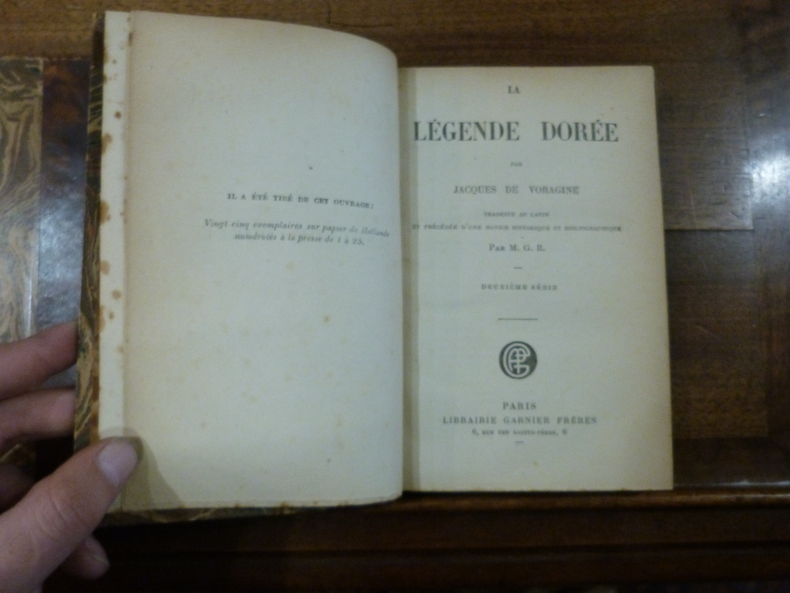 IL A ÉTÉ TIRÉ DE CET OUVRAGE:
Vingt cinq exemplaires sur papier de Hollande
numérotés à la presse de 1 à 25.
LA
LÉGENDE DORÉE
PAR
JACQUES DE VORAGINE
TRADUITE DU LATIN
ET PRÉCÉDÉE D'UNE NOTICE HISTORIQUE ET BIBLIOGRAPHIQUE
PAR M. G. B.
—
DEUXIÈME SÉRIE
PARIS
LIBRAIRIE GARNIER FRÈRES
6, RUE DES SAINTS-PÈRES, 6